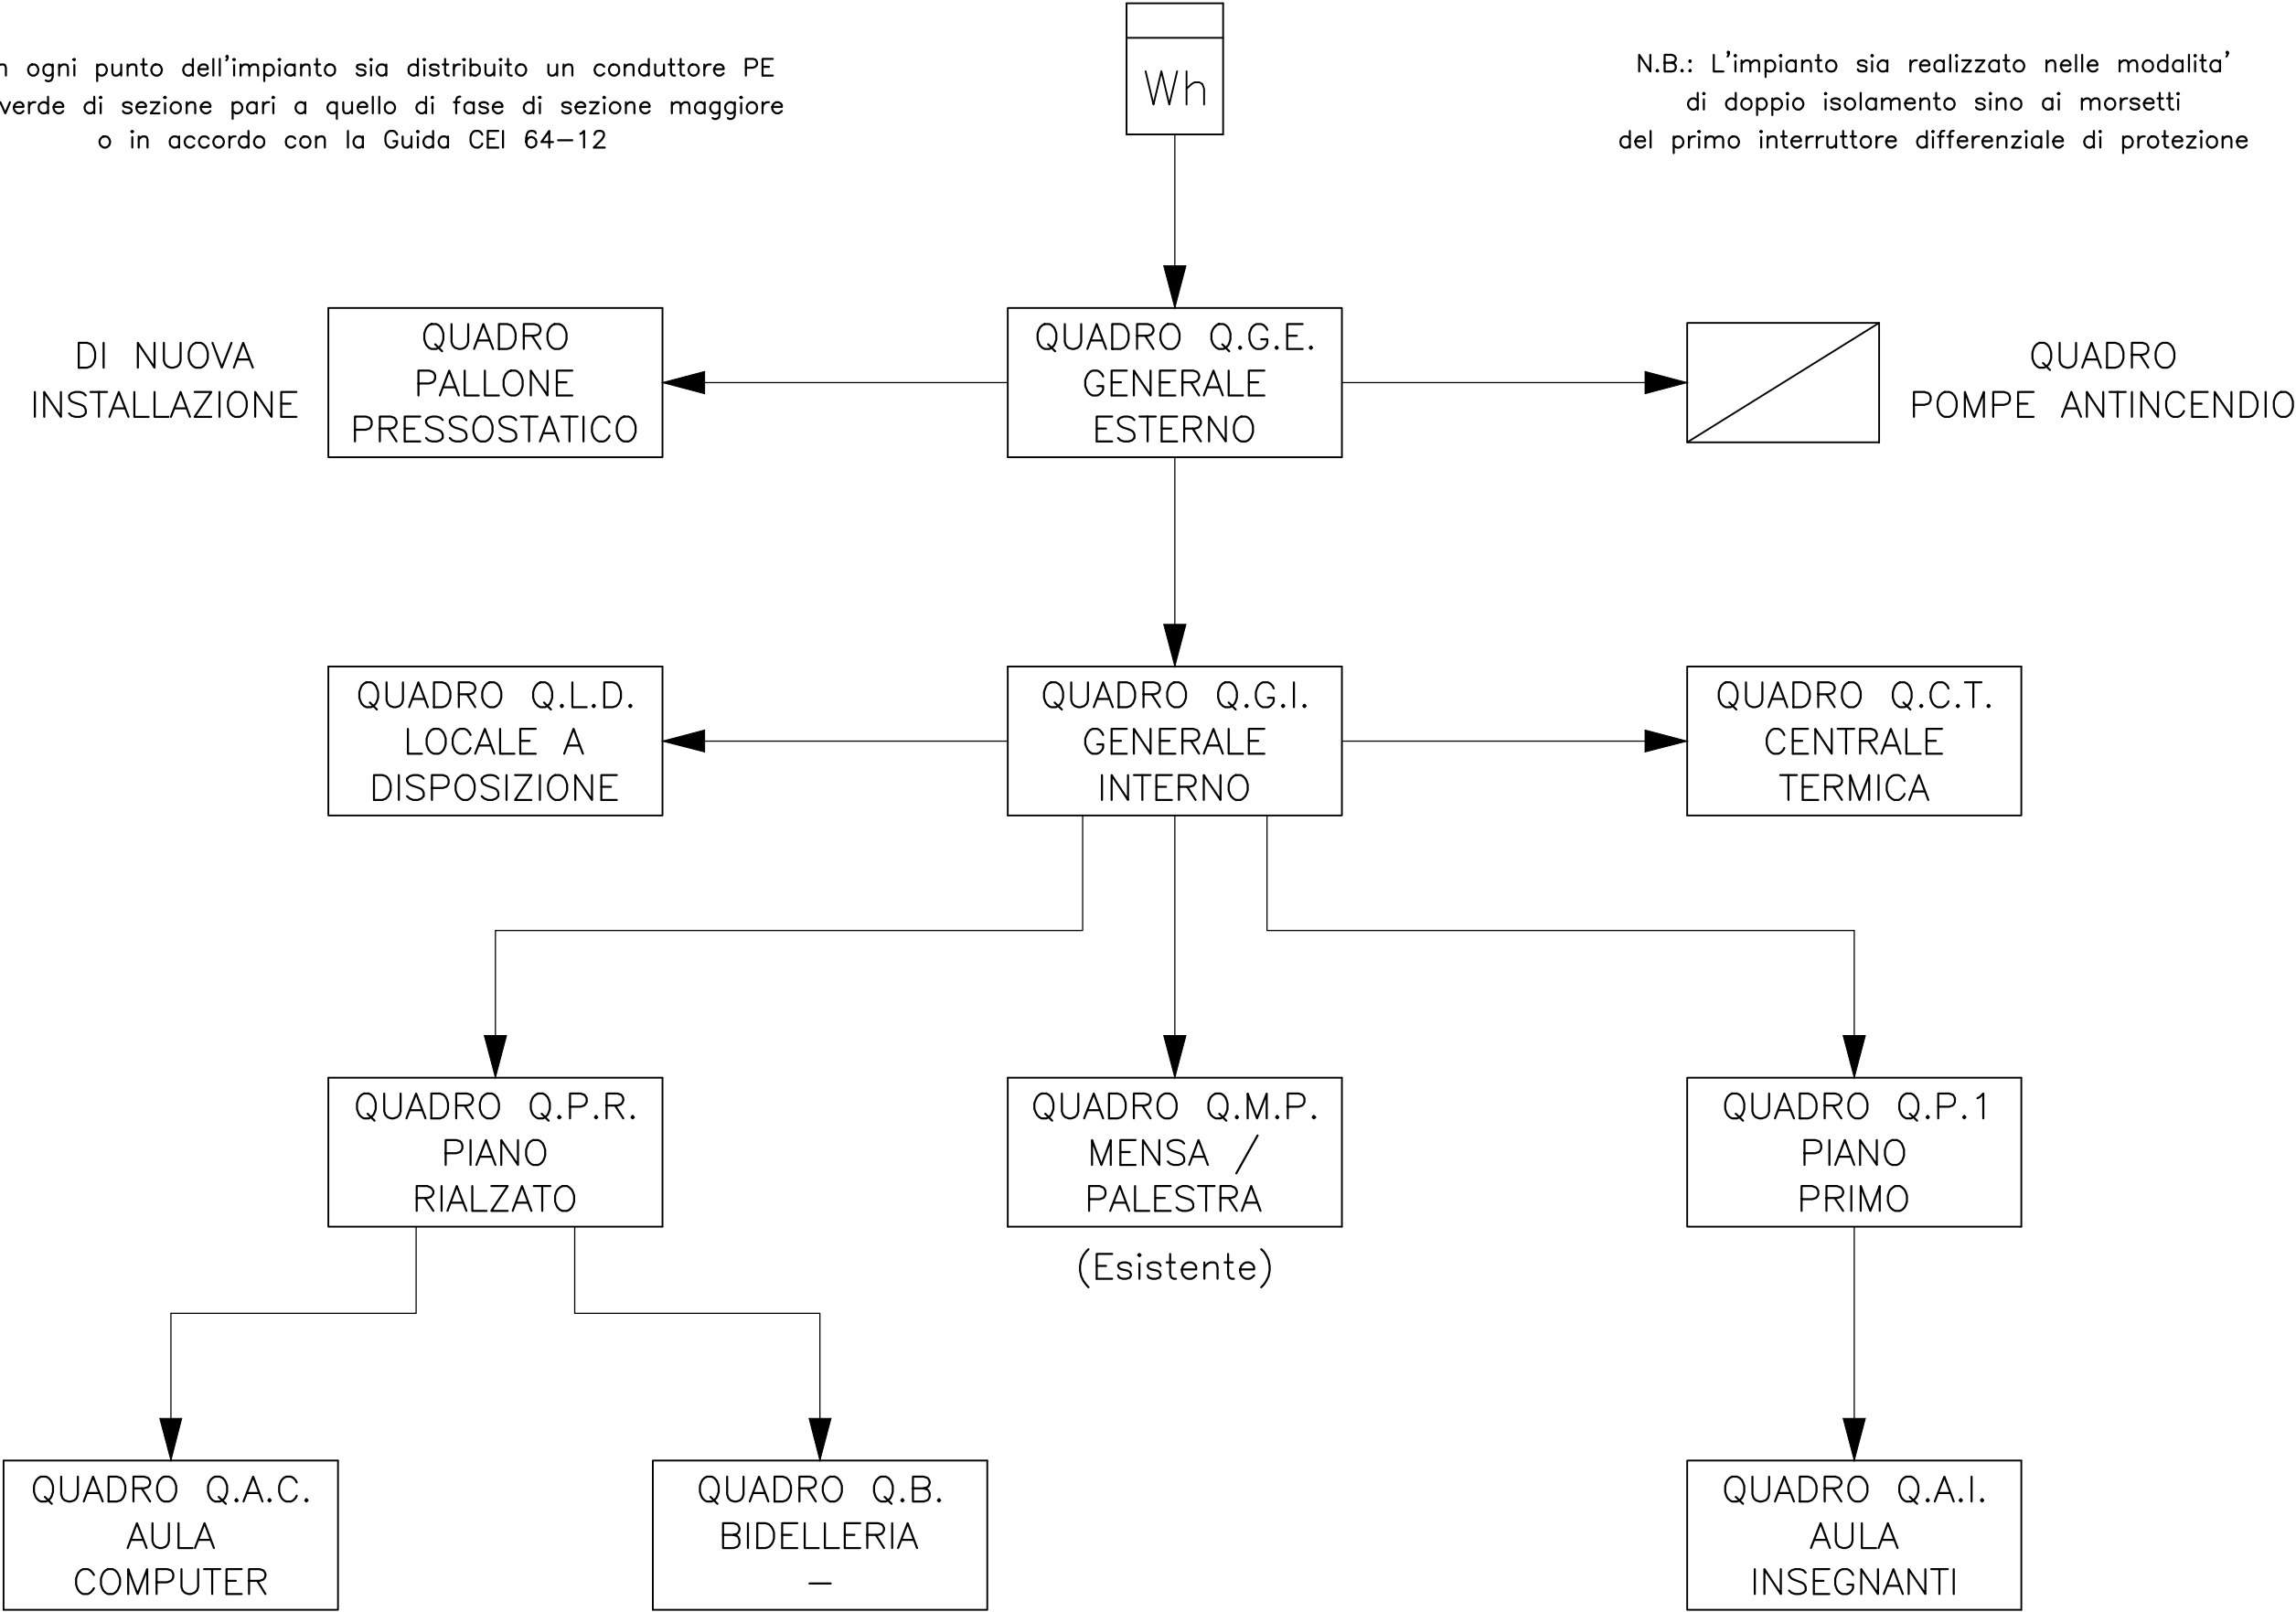 ogni punto dell'impianto sia distribuito un conduttore PE
verde di sezione pari a quello di fase di sezione maggiore
o in accordo con la Guida CEI 64-12
Wh
N.B.: L'impianto sia realizzato nelle modalita'
di doppio isolamento sino ai morsetti
del primo interruttore differenziale di protezione
DI NUOVA
INSTALLAZIONE
QUADRO
PALLONE
PRESSOSTATICO
QUADRO Q.G.E.
GENERALE
ESTERNO
QUADRO
POMPE ANTINCENDIO
QUADRO Q.L.D.
LOCALE A
DISPOSIZIONE
QUADRO Q.G.I.
GENERALE
INTERNO
QUADRO Q.C.T.
CENTRALE
TERMICA
QUADRO Q.P.R.
PIANO
RIALZATO
QUADRO Q.M.P.
MENSA /
PALESTRA
(Esistente)
QUADRO Q.P.1
PIANO
PRIMO
QUADRO Q.A.C.
AULA
COMPUTER
QUADRO Q.B.
BIDELLERIA
-
QUADRO Q.A.I.
AULA
INSEGNANTI